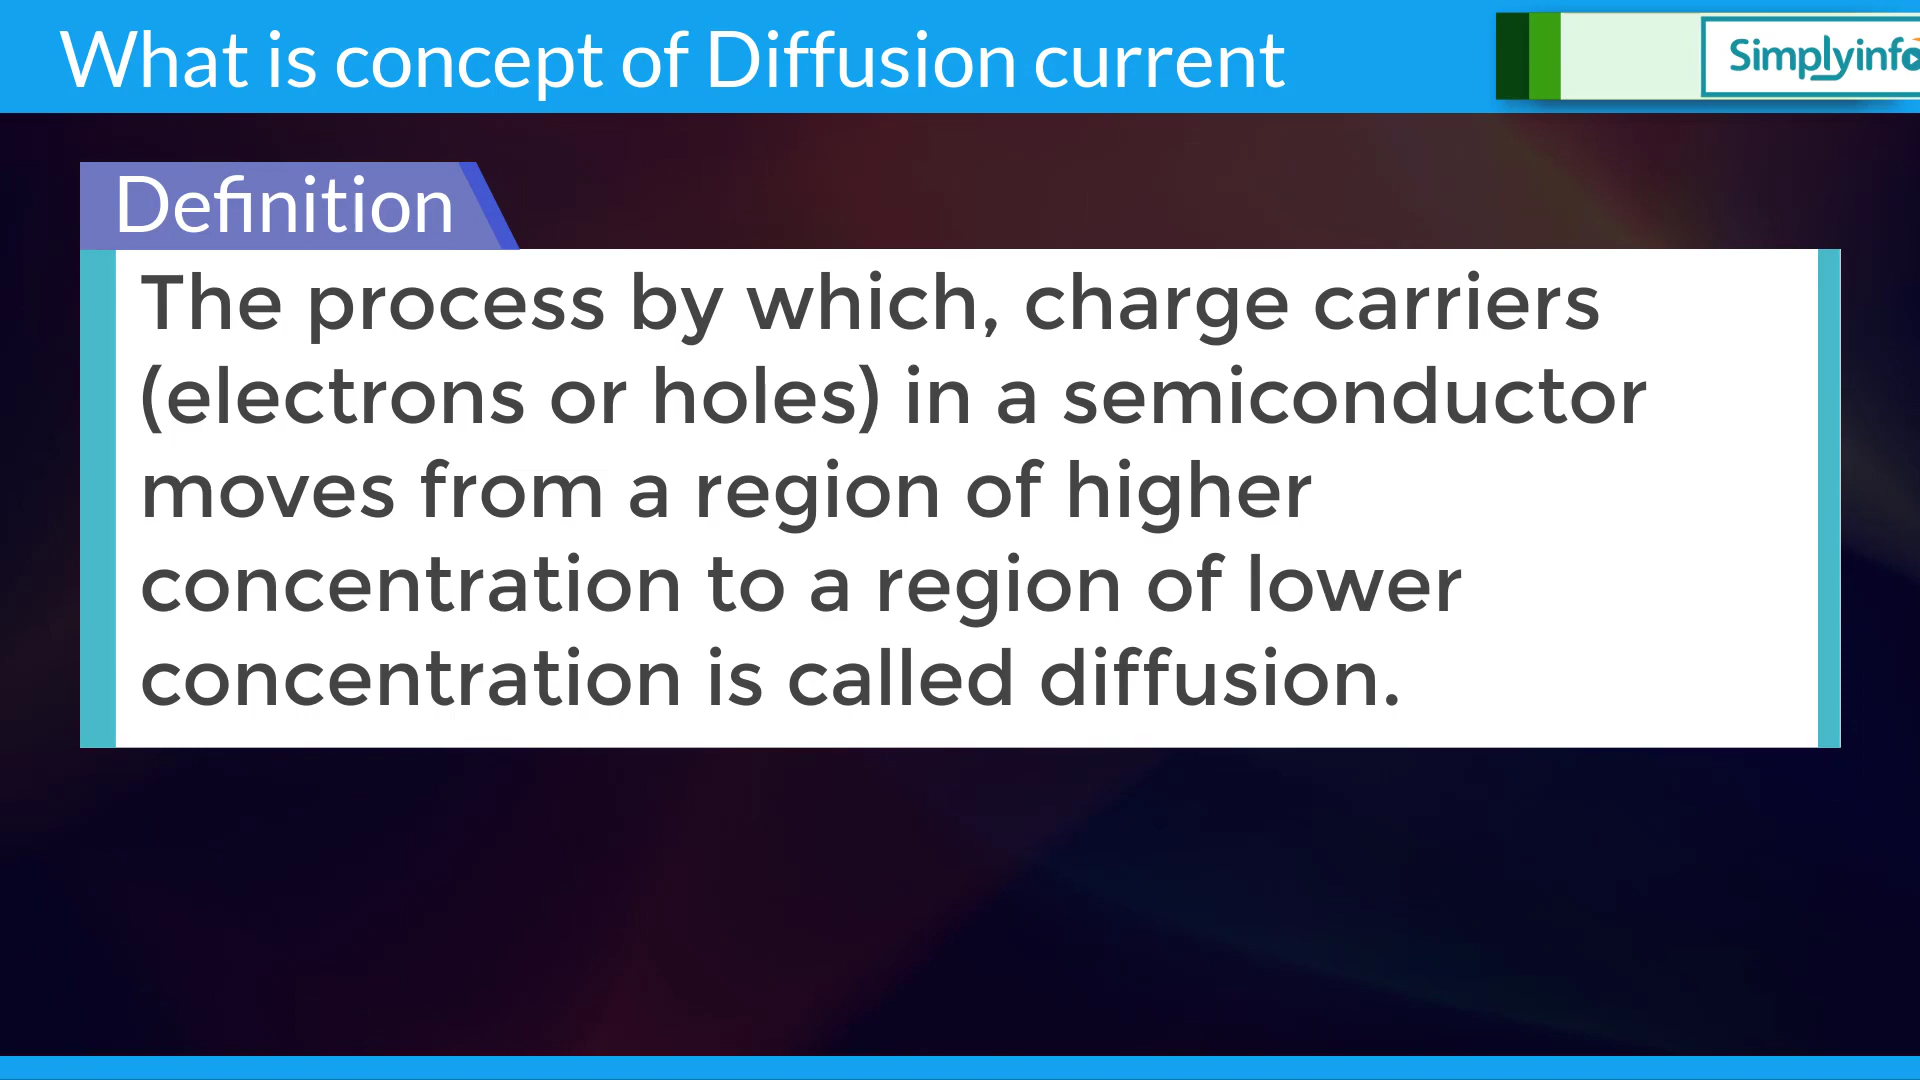 What is concept of Diffusion current
Simplyinfo
Definition
The process by which, charge carriers
(electrons or holes) in a semiconductor
moves from a region of higher
concentration to a region of lower
concentration is called diffusion.